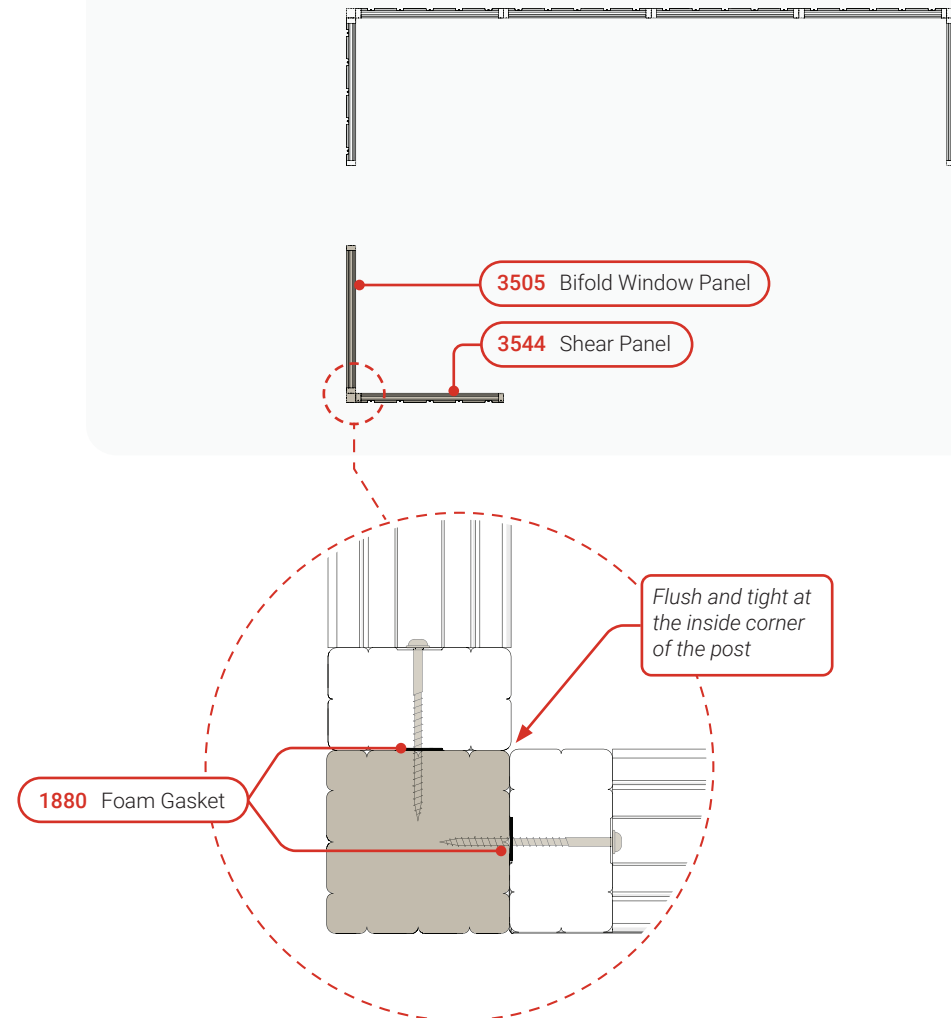 3505 Bifold Window Panel
3544 Shear Panel
Flush and tight at
the inside corner
of the post
1880 Foam Gasket